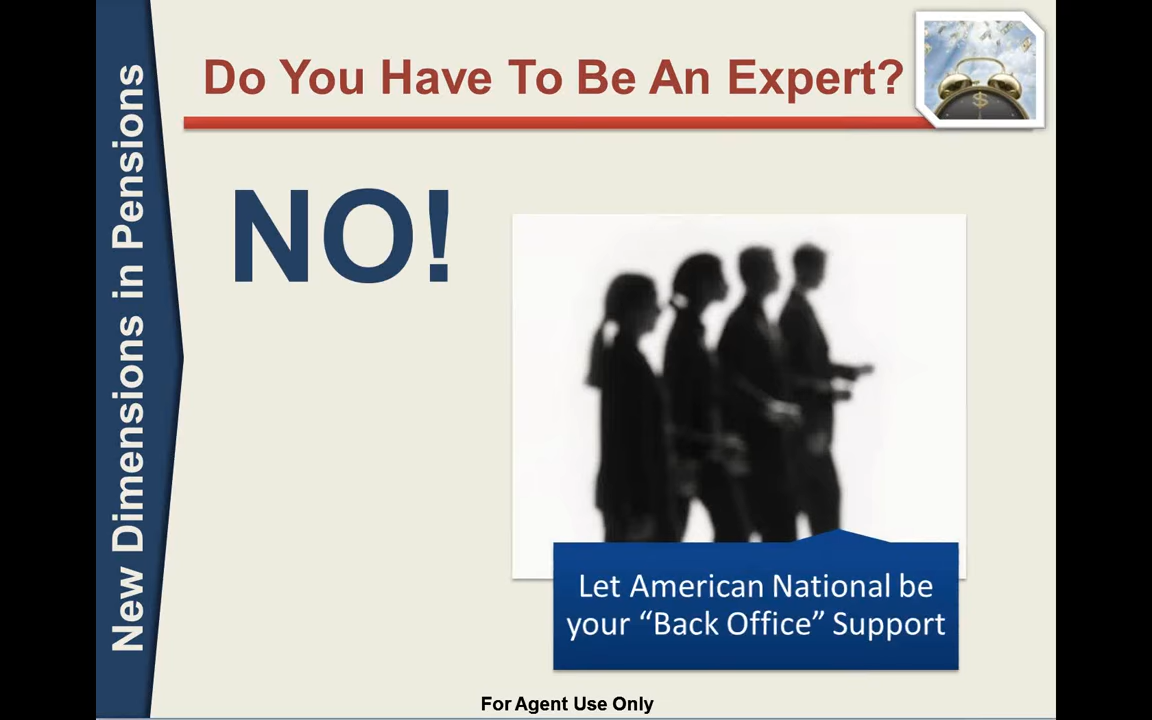 Do You Have To Be An Expert?
$
New Dimensions in Pensions
NO!
Let American National be
your “Back Office” Support
For Agent Use Only